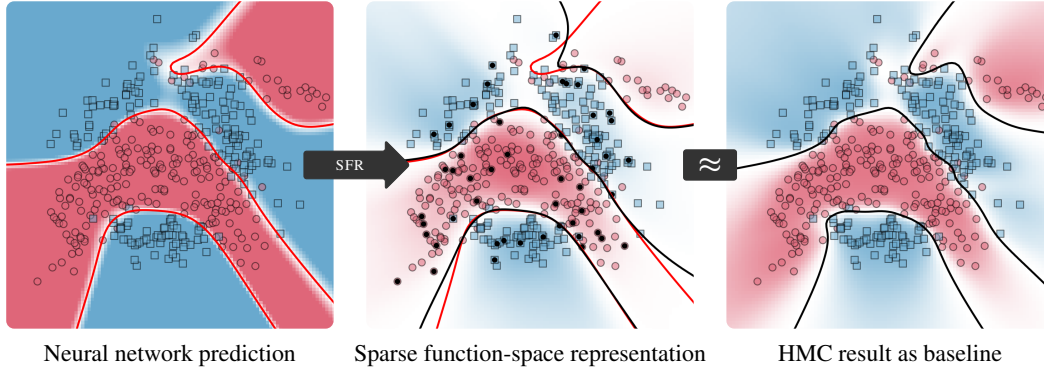 SFR
≈
Neural network prediction
Sparse function-space representation
HMC result as baseline